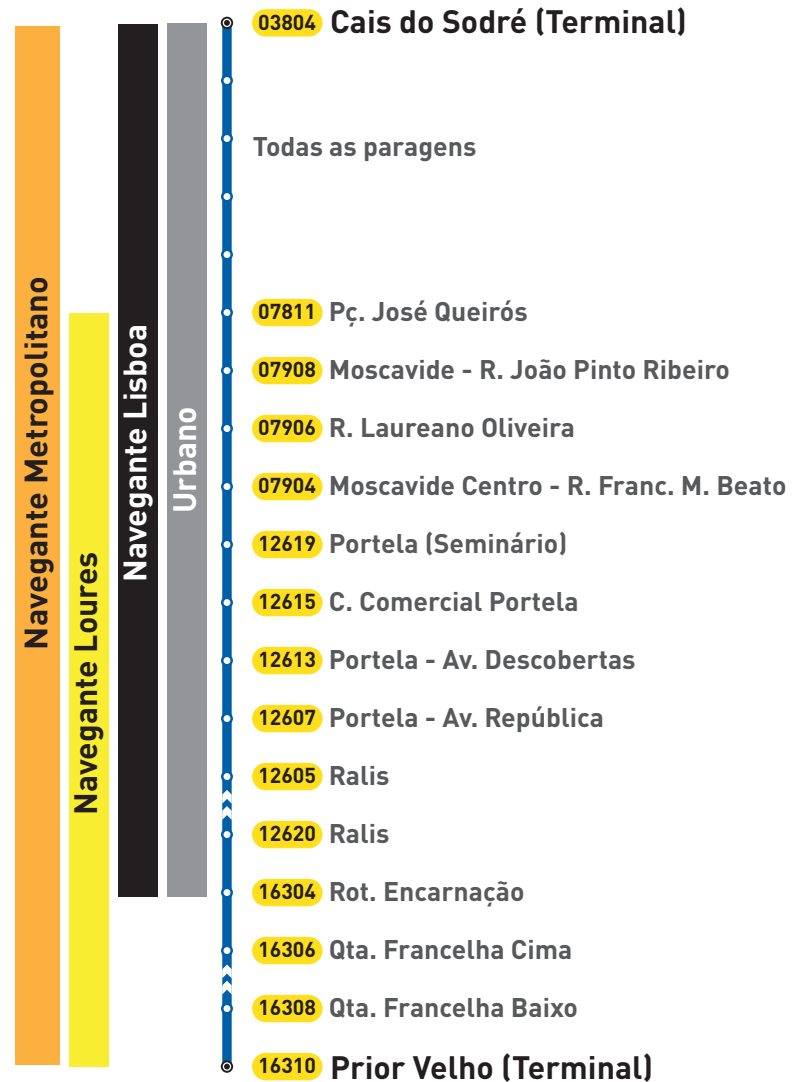 Navegante Metropolitano
Navegante Loures
Navegante Lisboa
Urbano
03804 Cais do Sodré (Terminal)
Todas as paragens
07811 Pç. José Queirós
07908 Moscavide - R. João Pinto Ribeiro
07906 R. Laureano Oliveira
07904 Moscavide Centro - R. Franc. M. Beato
12619 Portela (Seminário)
12615 C. Comercial Portela
12613 Portela - Av. Descobertas
12607 Portela - Av. República
12605 Ralis
12620 Ralis
16304 Rot. Encarnação
16306 Qta. Francelha Cima
16308 Qta. Francelha Baixo
16310 Prior Velho (Terminal)